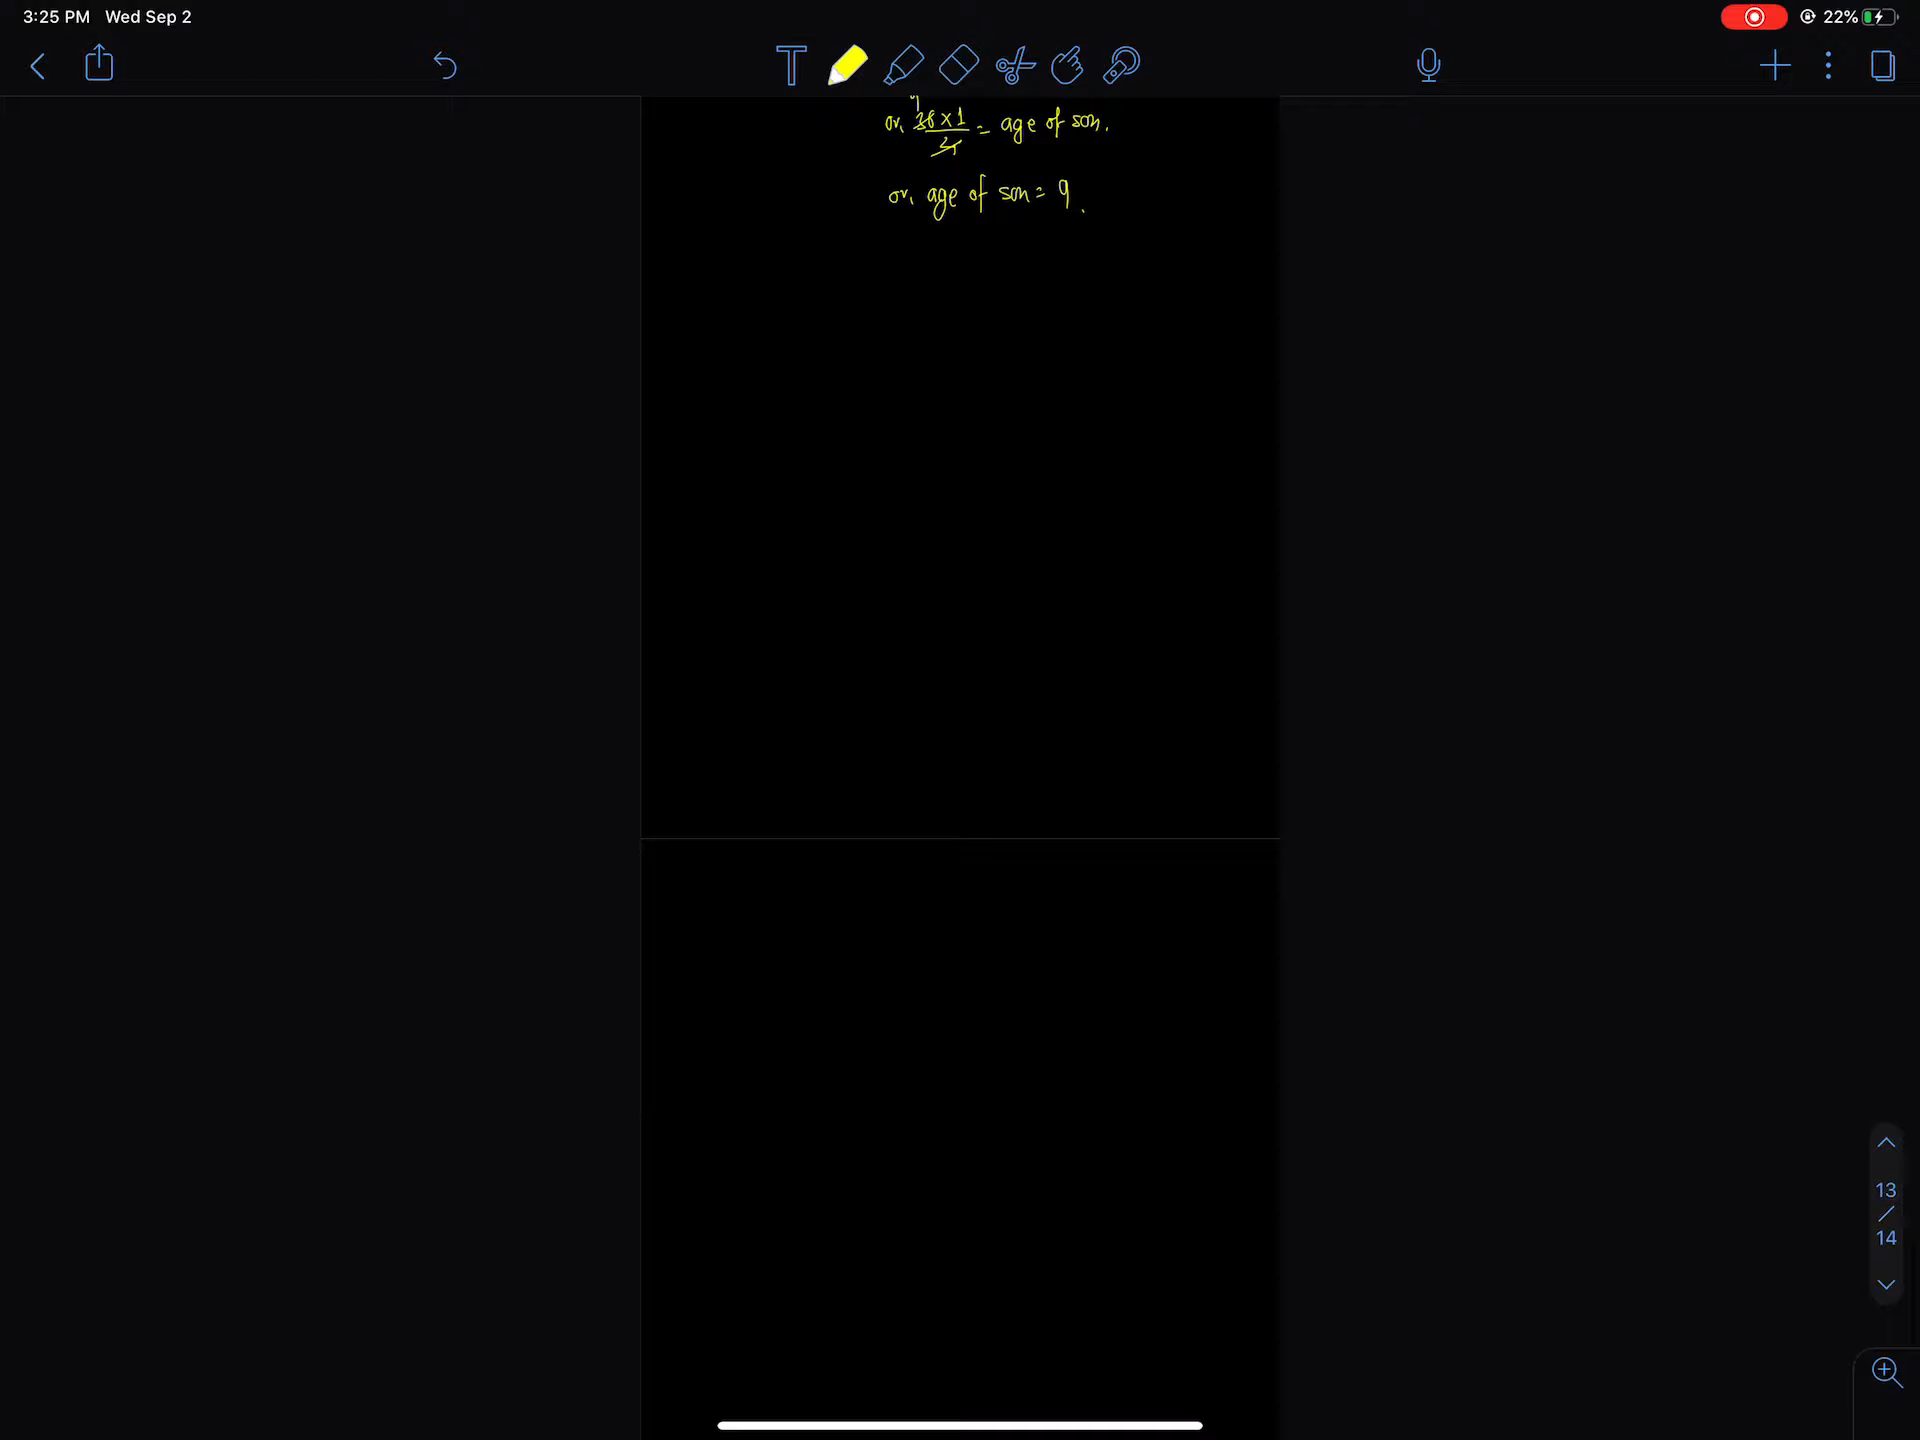 3:25 PM Wed Sep 2
22%
T
9
or, 36 × 1 / 4 = age of son.
or, age of son = 9.
13
/
14